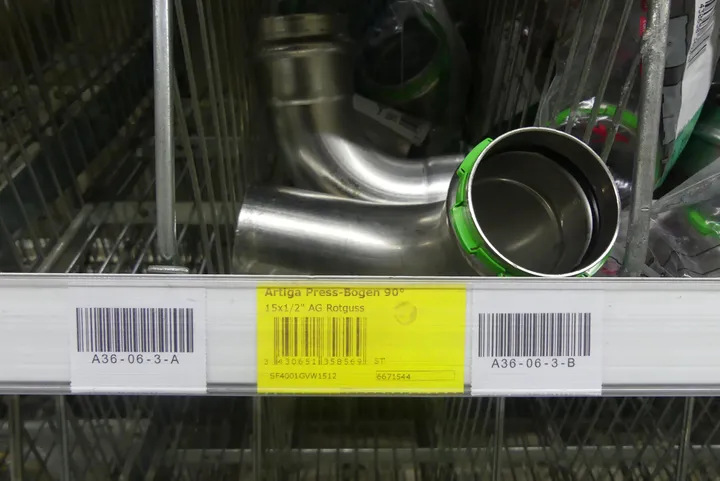 Artiga Press-Bogen 90°
15x1/2" AG Rotguss
ST
SF4001GVW1512
6671544
A36-06-3-A
A36-06-3-B